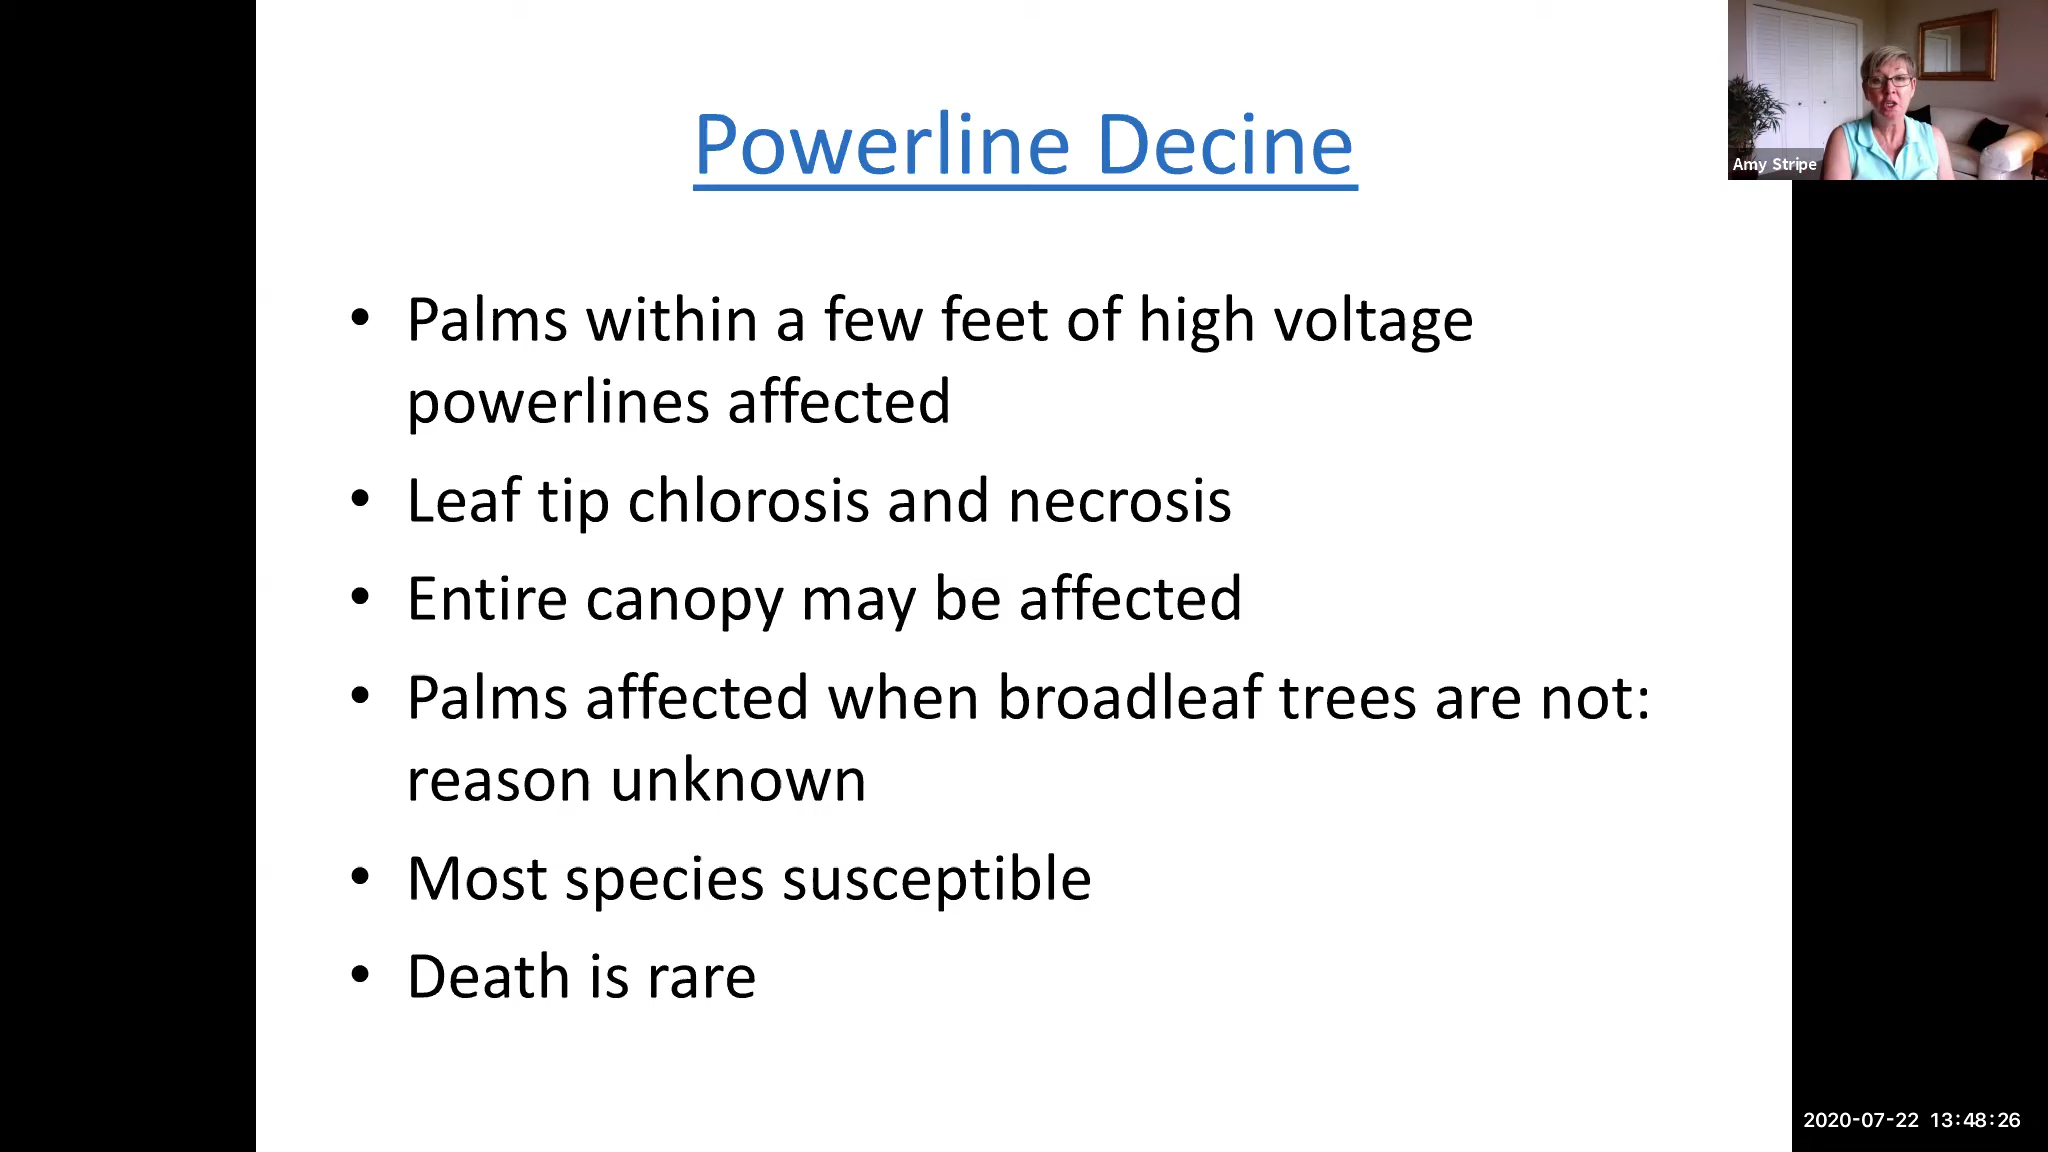 Powerline Decine
Amy Stripe
• Palms within a few feet of high voltage
powerlines affected
• Leaf tip chlorosis and necrosis
• Entire canopy may be affected
• Palms affected when broadleaf trees are not:
reason unknown
• Most species susceptible
• Death is rare
2020-07-22 13:48:26